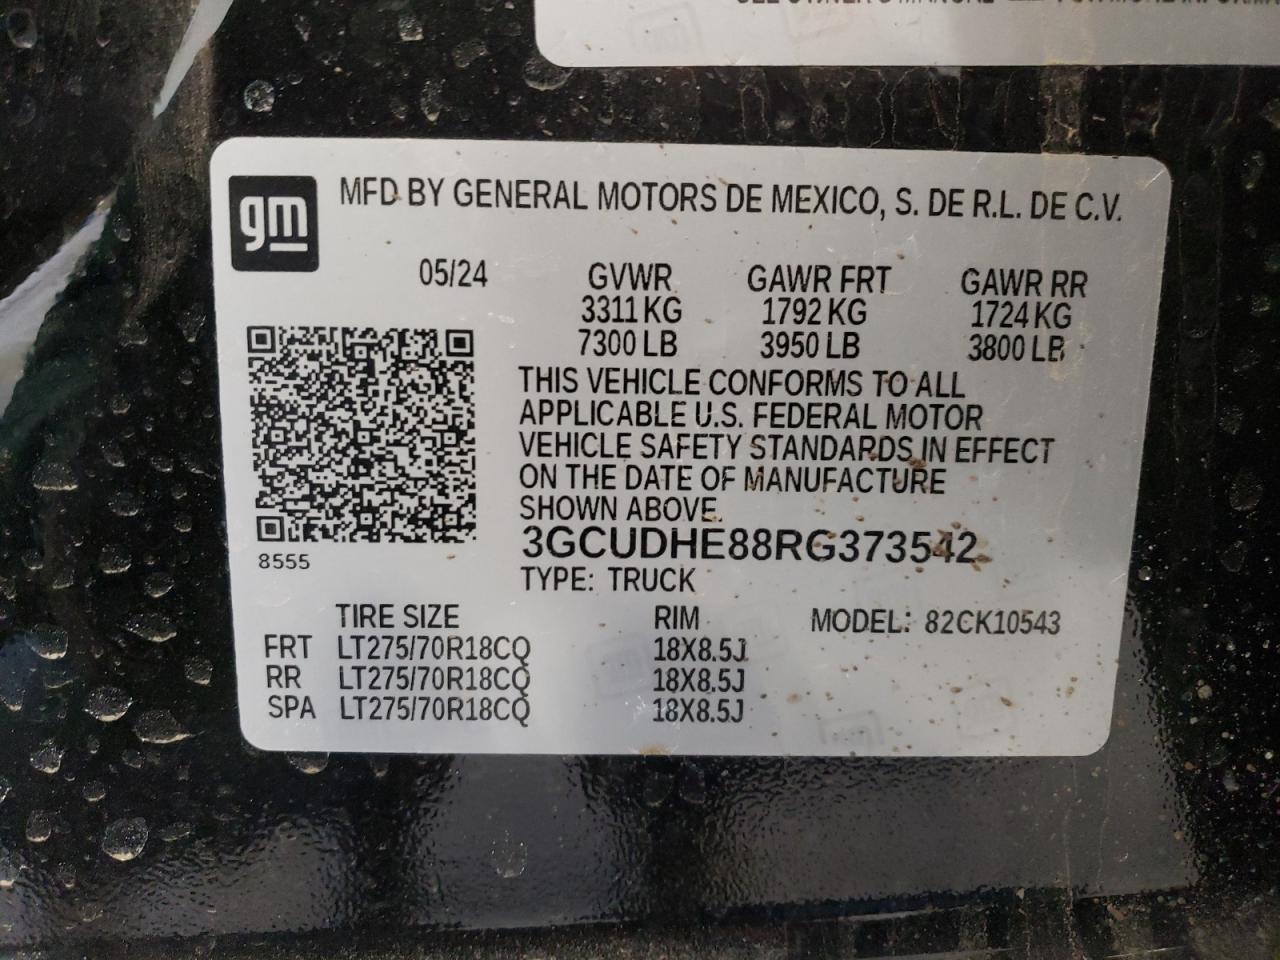 gm
MFD BY GENERAL MOTORS DE MEXICO, S. DE R.L. DE C.V.
05/24 GVWR GAWR FRT GAWR RR
3311 KG 1792 KG 1724 KG
7300 LB 3950 LB 3800 LB
THIS VEHICLE CONFORMS TO ALL
APPLICABLE U.S. FEDERAL MOTOR
VEHICLE SAFETY STANDARDS IN EFFECT
ON THE DATE OF MANUFACTURE
SHOWN ABOVE.
3GCUDHE88RG373542
8555
TYPE: TRUCK
TIRE SIZE RIM MODEL: 82CK10543
FRT LT275/70R18CQ 18X8.5J
RR LT275/70R18CQ 18X8.5J
SPA LT275/70R18CQ 18X8.5J